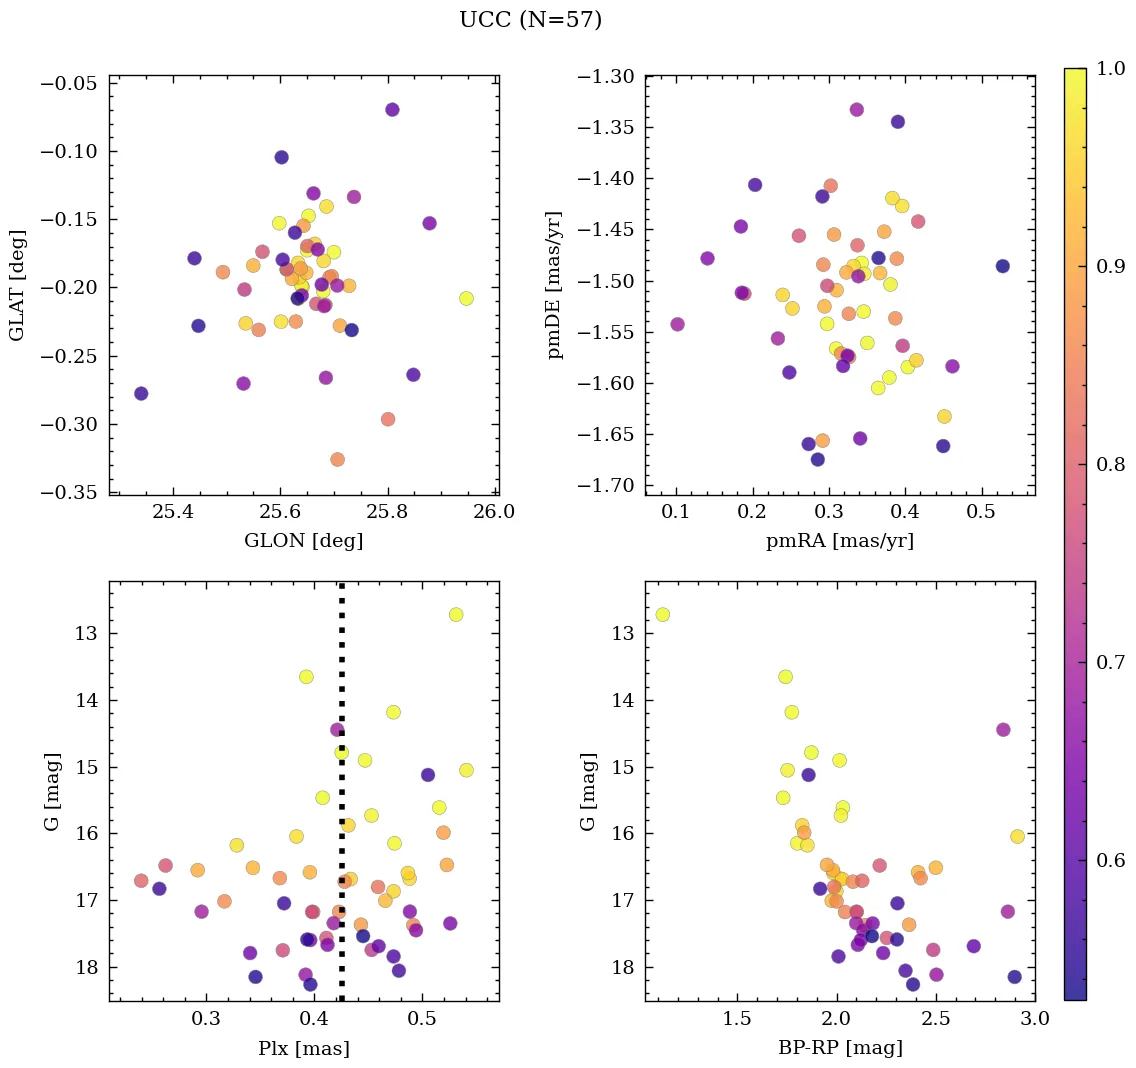 UCC (N=57)
−0.05
−0.10
−0.15
−0.20
−0.25
−0.30
−0.35
GLAT [deg]
25.4 25.6 25.8 26.0
GLON [deg]
−1.30
−1.35
−1.40
−1.45
−1.50
−1.55
−1.60
−1.65
−1.70
pmDE [mas/yr]
0.1 0.2 0.3 0.4 0.5
pmRA [mas/yr]
13
14
15
16
17
18
G [mag]
0.3 0.4 0.5
Plx [mas]
13
14
15
16
17
18
G [mag]
1.5 2.0 2.5 3.0
BP-RP [mag]
1.0
0.9
0.8
0.7
0.6